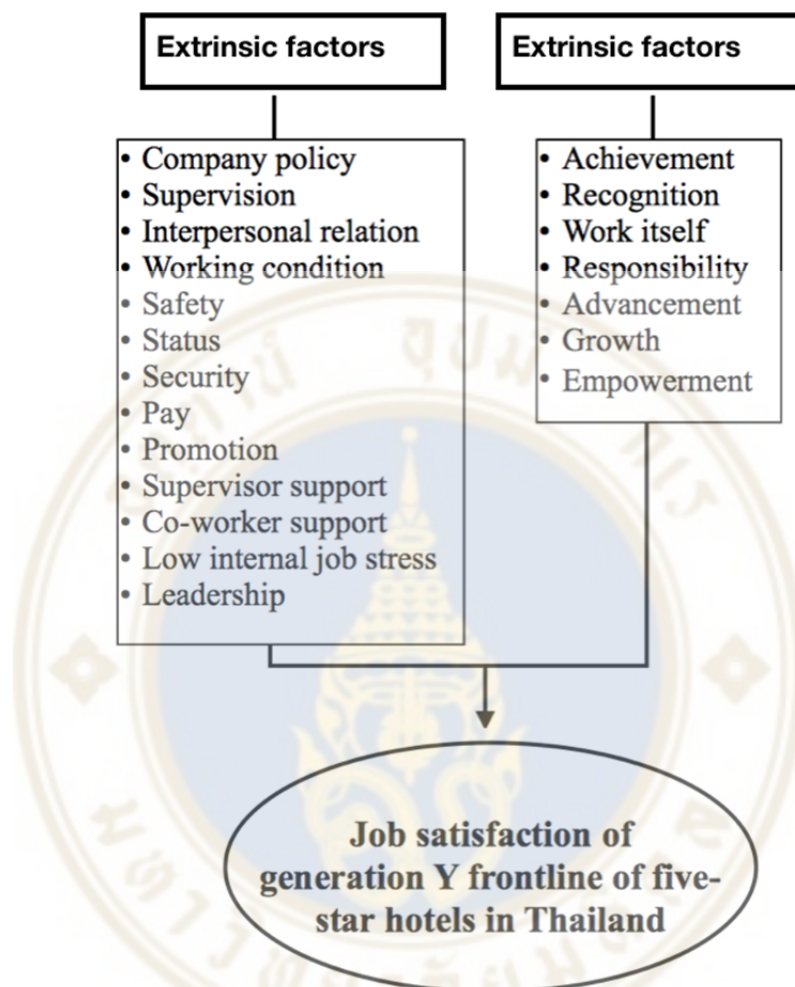 Extrinsic factors
Extrinsic factors
• Company policy
• Supervision
• Interpersonal relation
• Working condition
• Safety
• Status
• Security
• Pay
• Promotion
• Supervisor support
• Co-worker support
• Low internal job stress
• Leadership
• Achievement
• Recognition
• Work itself
• Responsibility
• Advancement
• Growth
• Empowerment
Job satisfaction of
generation Y frontline of five-
star hotels in Thailand